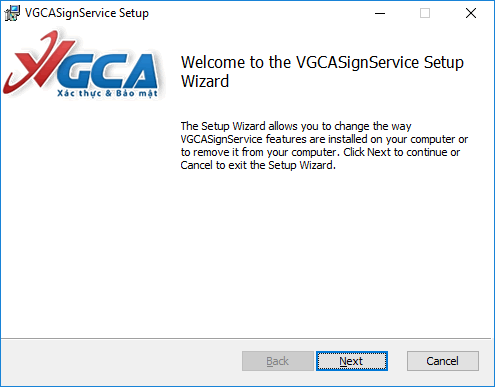 VGCASignService Setup
VGCA
Xác thực & Bảo mật
Welcome to the VGCASignService Setup
Wizard
The Setup Wizard allows you to change the way
VGCASignService features are installed on your computer or
to remove it from your computer. Click Next to continue or
Cancel to exit the Setup Wizard.
Back Next Cancel